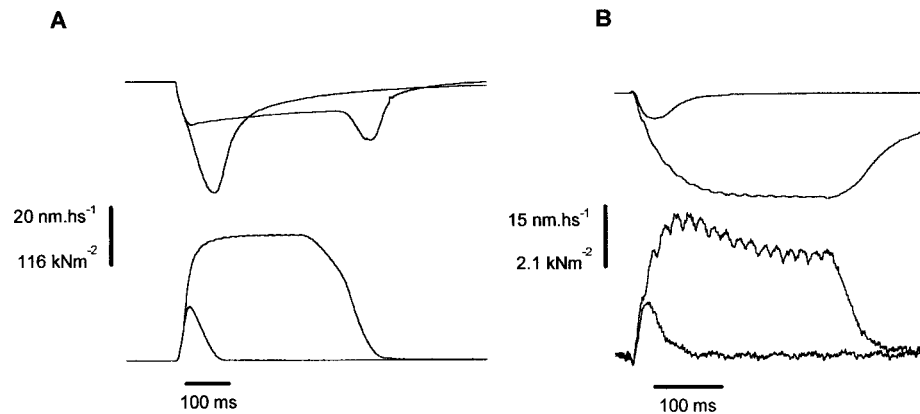 A
B
20 nm.hs⁻¹
116 kNm⁻²
15 nm.hs⁻¹
2.1 kNm⁻²
100 ms
100 ms